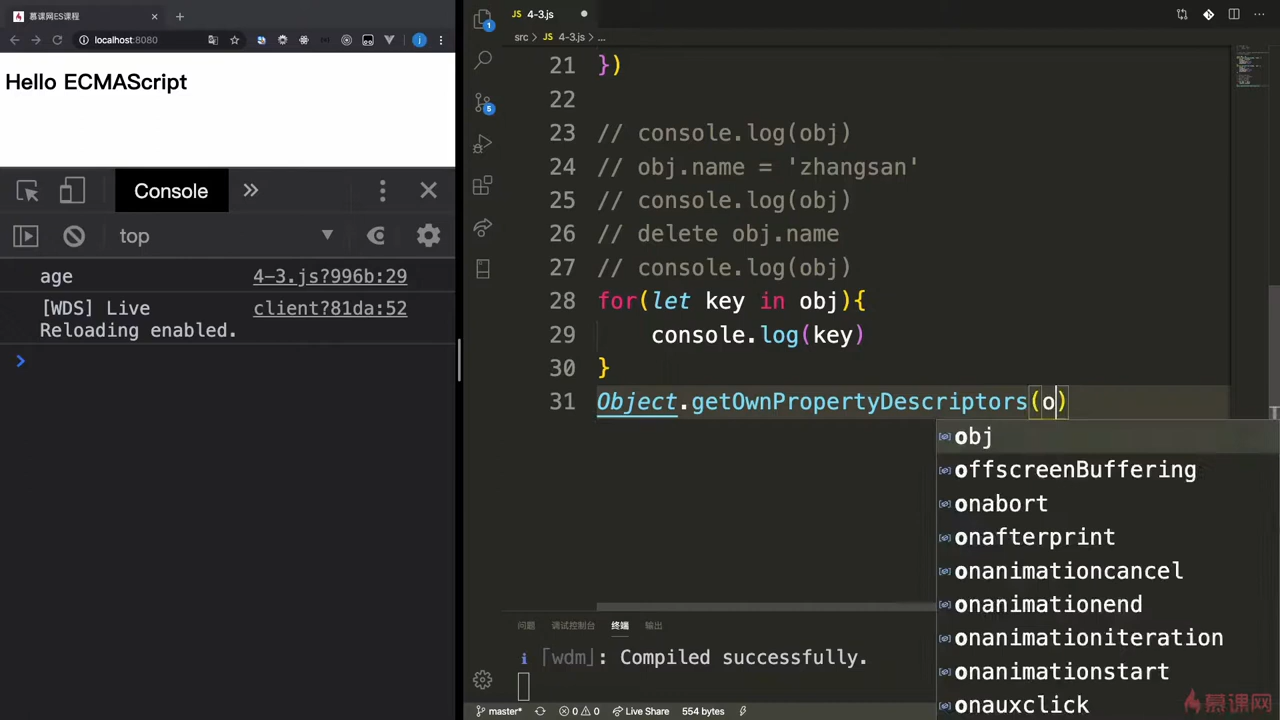 慕课网ES课程
localhost:8080
Hello ECMAScript
Console
top
age 4-3.js?996b:29
[WDS] Live client?81da:52
Reloading enabled.
4-3.js
src > JS 4-3.js > ...
1
5
21 })
22
23 // console.log(obj)
24 // obj.name = 'zhangsan'
25 // console.log(obj)
26 // delete obj.name
27 // console.log(obj)
28 for(let key in obj){
29 console.log(key)
30 }
31 Object.getOwnPropertyDescriptors(o)
obj
offscreenBuffering
onabort
onafterprint
onanimationcancel
onanimationend
onanimationiteration
onanimationstart
onauxclick
问题 调试控制台 终端 输出
i ｢wdm｣: Compiled successfully.
master* 0 0 Live Share 554 bytes
慕课网